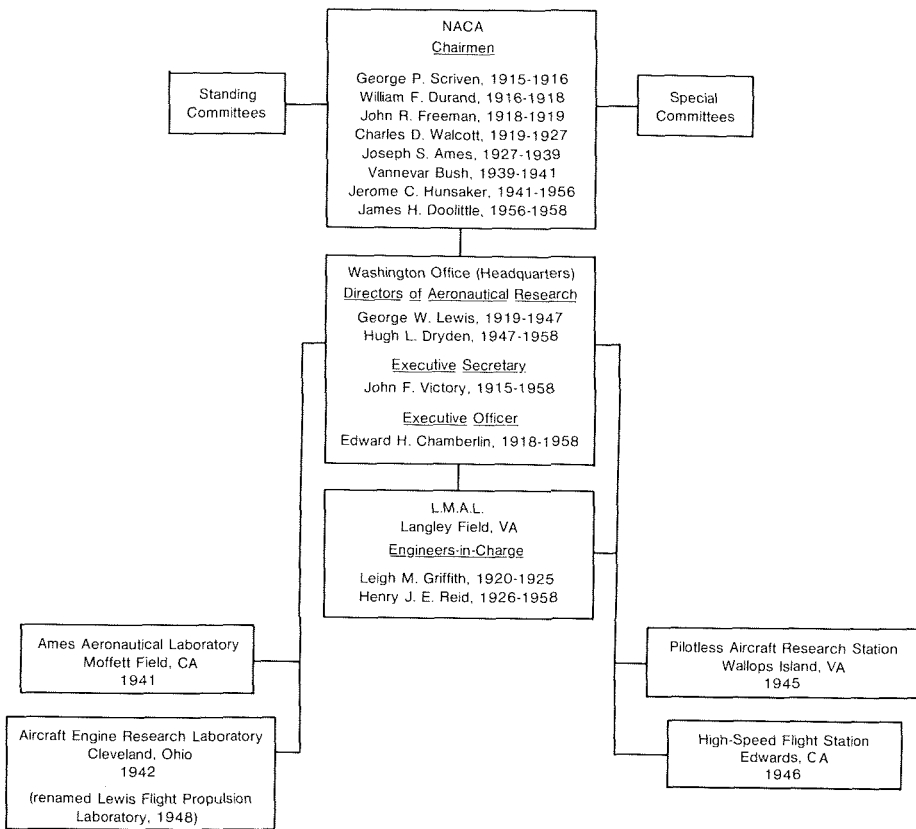 NACA
Chairmen
George P. Scriven, 1915-1916
William F. Durand, 1916-1918
John R. Freeman, 1918-1919
Charles D. Walcott, 1919-1927
Joseph S. Ames, 1927-1939
Vannevar Bush, 1939-1941
Jerome C. Hunsaker, 1941-1956
James H. Doolittle, 1956-1958
Standing
Committees
Special
Committees
Washington Office (Headquarters)
Directors of Aeronautical Research
George W. Lewis, 1919-1947
Hugh L. Dryden, 1947-1958
Executive Secretary
John F. Victory, 1915-1958
Executive Officer
Edward H. Chamberlin, 1918-1958
L.M.A.L.
Langley Field, VA
Engineers-in-Charge
Leigh M. Griffith, 1920-1925
Henry J. E. Reid, 1926-1958
Ames Aeronautical Laboratory
Moffett Field, CA
1941
Aircraft Engine Research Laboratory
Cleveland, Ohio
1942
(renamed Lewis Flight Propulsion
Laboratory, 1948)
Pilotless Aircraft Research Station
Wallops Island, VA
1945
High-Speed Flight Station
Edwards, CA
1946